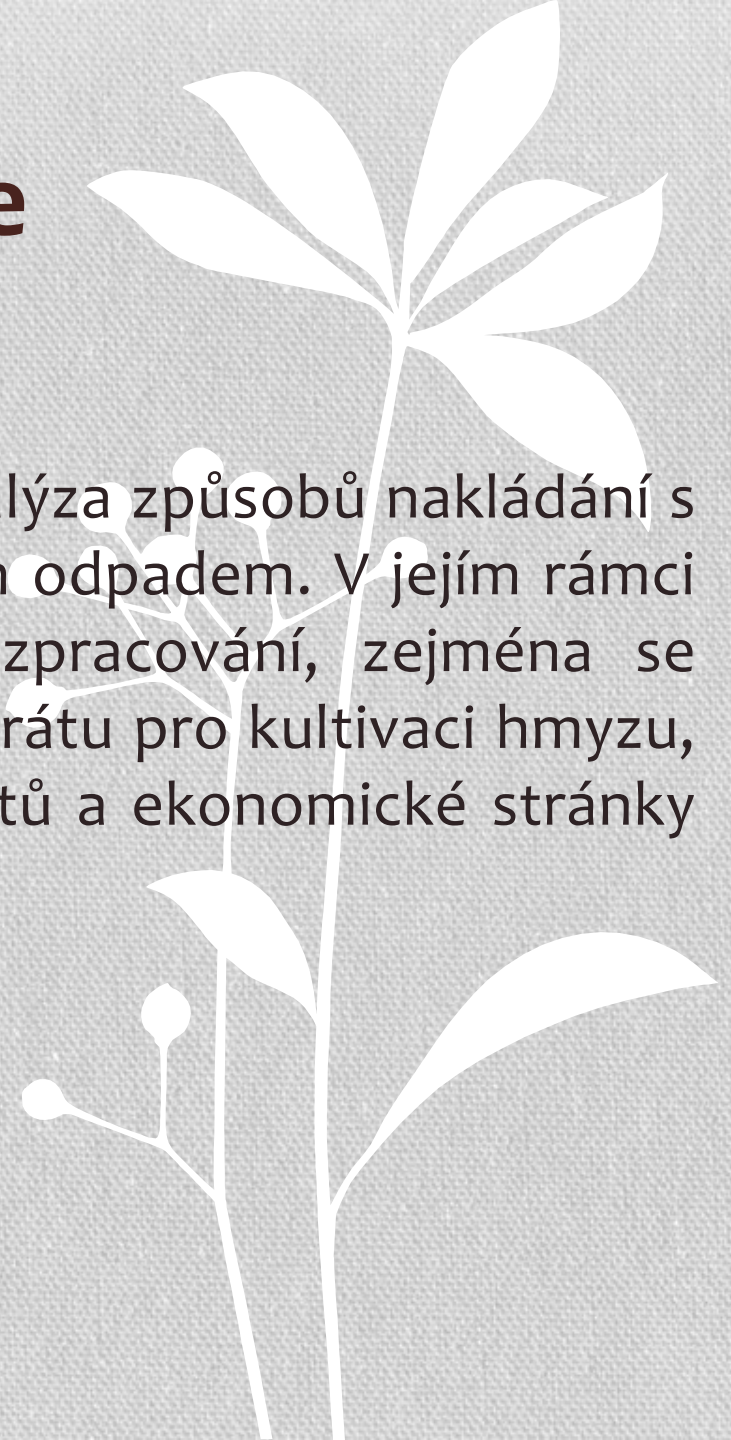 e
lýza způsobů nakládání s
odpadem. V jejím rámci
zpracování, zejména se
rátu pro kultivaci hmyzu,
tů a ekonomické stránky